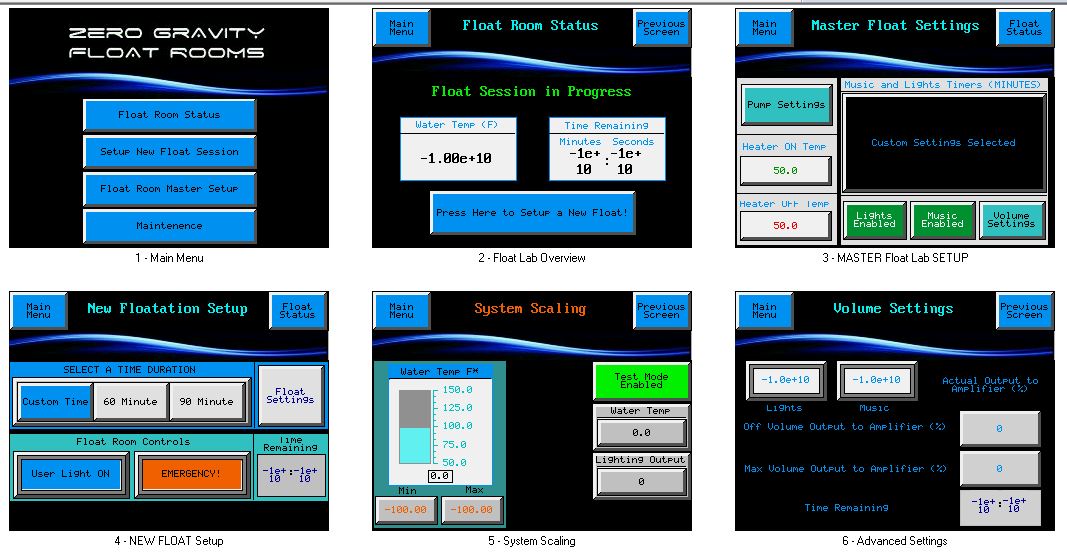 ZERO GRAVITY
FLOAT ROOMS
Float Room Status
Setup New Float Session
Float Room Master Setup
Maintenence
1 - Main Menu
Main
Menu
Float Room Status
Previous
Screen
Float Session in Progress
Water Temp (F)
-1.00e+10
Time Remaining
Minutes Seconds
-1e+ : -1e+
10 10
Press Here to Setup a New Float!
2 - Float Lab Overview
Main
Menu
Master Float Settings
Float
Status
Pump Settings
Heater ON Temp
50.0
Heater Off Temp
50.0
Music and Lights Timers (MINUTES)
Custom Settings Selected
Lights
Enabled
Music
Enabled
Volume
Settings
3 - MASTER Float Lab SETUP
Main
Menu
New Floatation Setup
Float
Status
SELECT A TIME DURATION
Custom Time
60 Minute
90 Minute
Float
Settings
Float Room Controls
User Light ON
EMERGENCY!
Time
Remaining
-1e+ : -1e+
10 10
4 - NEW FLOAT Setup
Main
Menu
System Scaling
Previous
Screen
Water Temp F*
150.0
125.0
100.0
75.0
50.0
0.0
Min Max
-100.00 -100.00
Test Mode
Enabled
Water Temp
0.0
Lighting Output
0
5 - System Scaling
Main
Menu
Volume Settings
Previous
Screen
-1.0e+10 -1.0e+10
Lights Music
Actual Output to
Amplifier (%)
Off Volume Output to Amplifier (%)
0
Max Volume Output to Amplifier (%)
0
Time Remaining
-1e+ : -1e+
10 10
6 - Advanced Settings